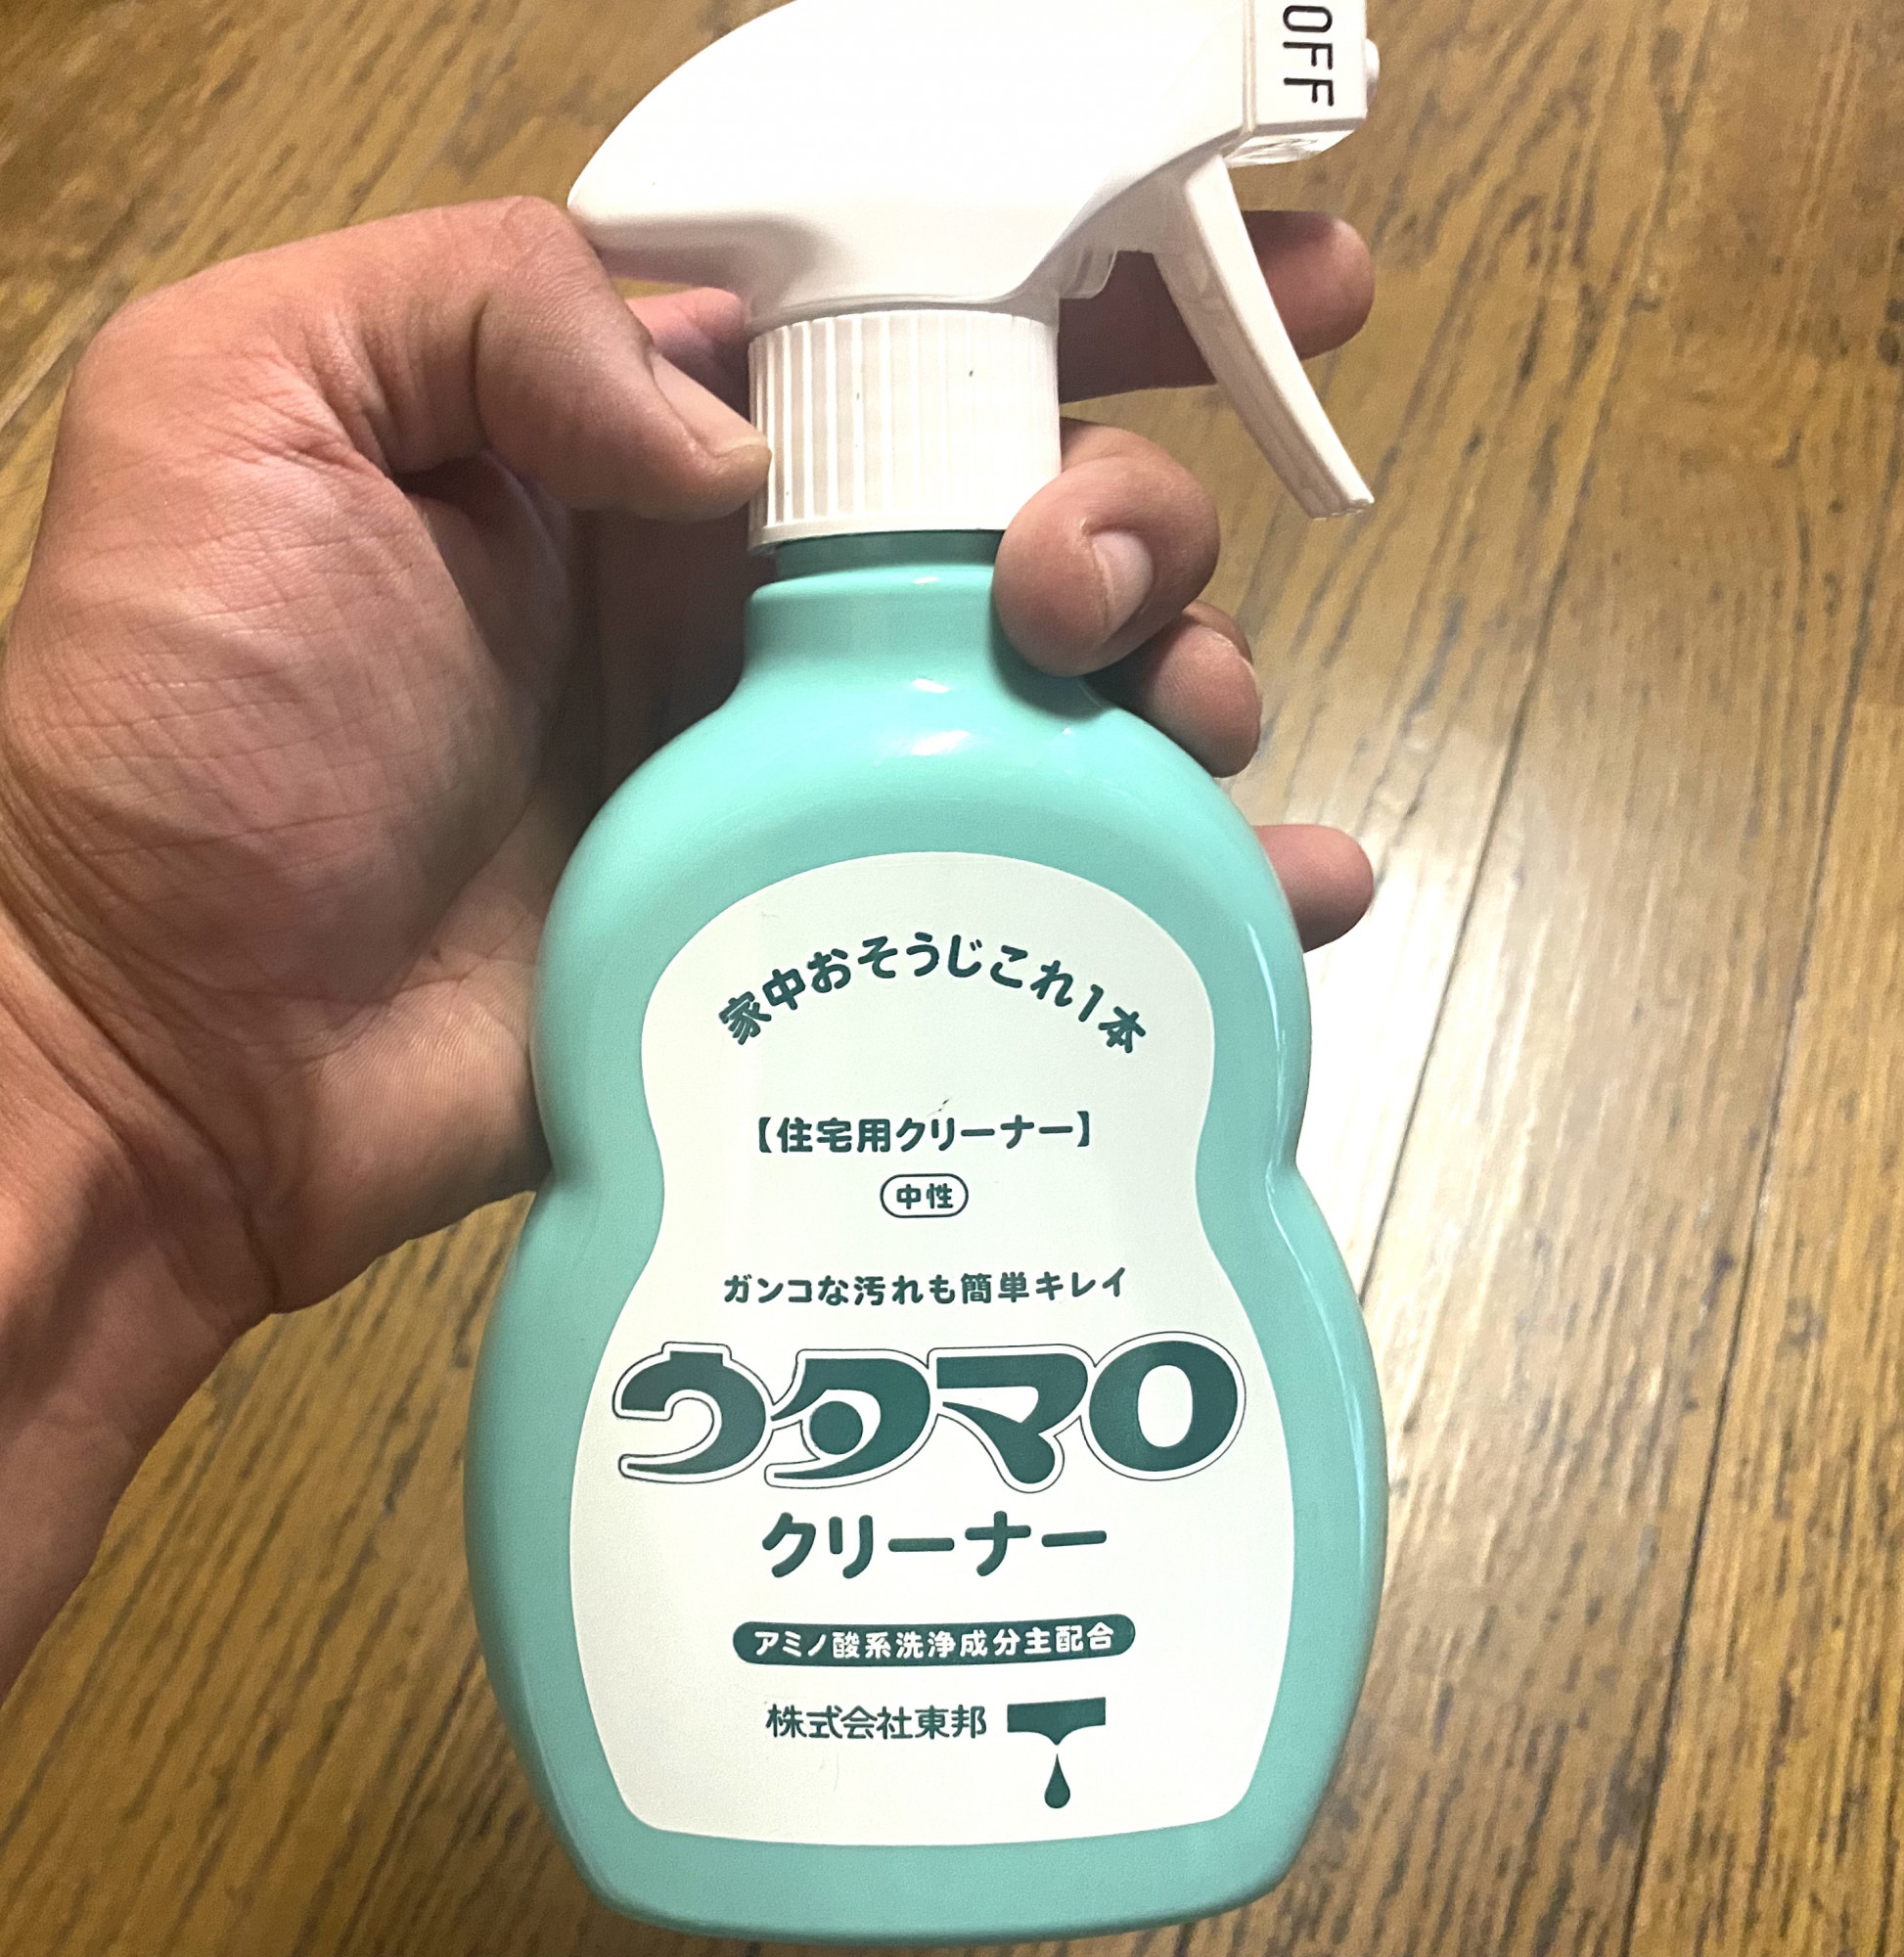 OFF
家中おそうじこれ1本
【住宅用クリーナー】
中性
ガンコな汚れも簡単キレイ
ウタマロ
クリーナー
アミノ酸系洗浄成分主配合
株式会社東邦